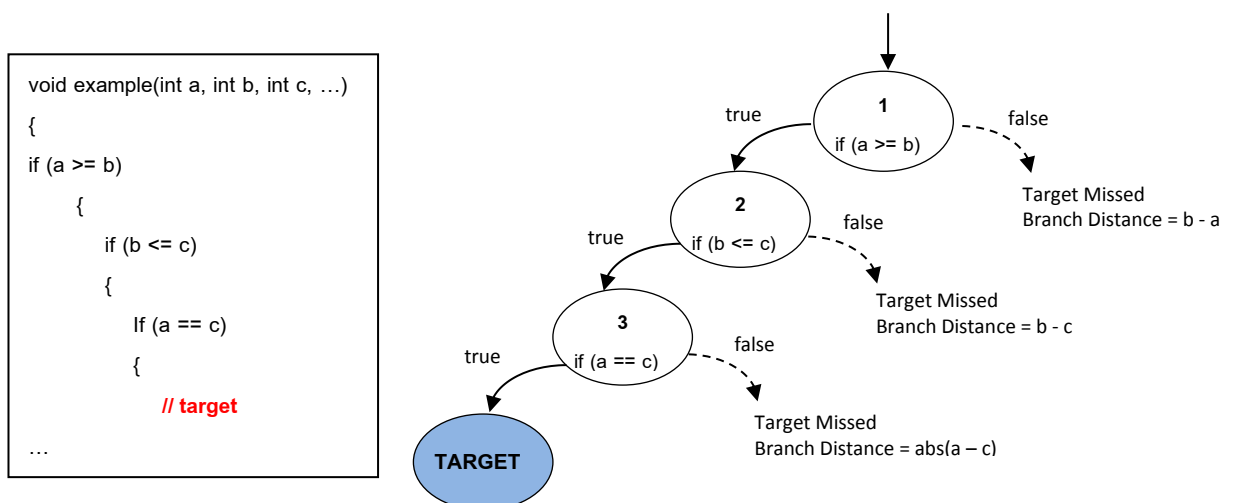 void example(int a, int b, int c, …)
{
if (a >= b)
{
if (b <= c)
{
If (a == c)
{
// target
…
1
if (a >= b)
true
false
Target Missed
Branch Distance = b - a
2
if (b <= c)
true
false
Target Missed
Branch Distance = b - c
3
if (a == c)
true
false
Target Missed
Branch Distance = abs(a – c)
TARGET